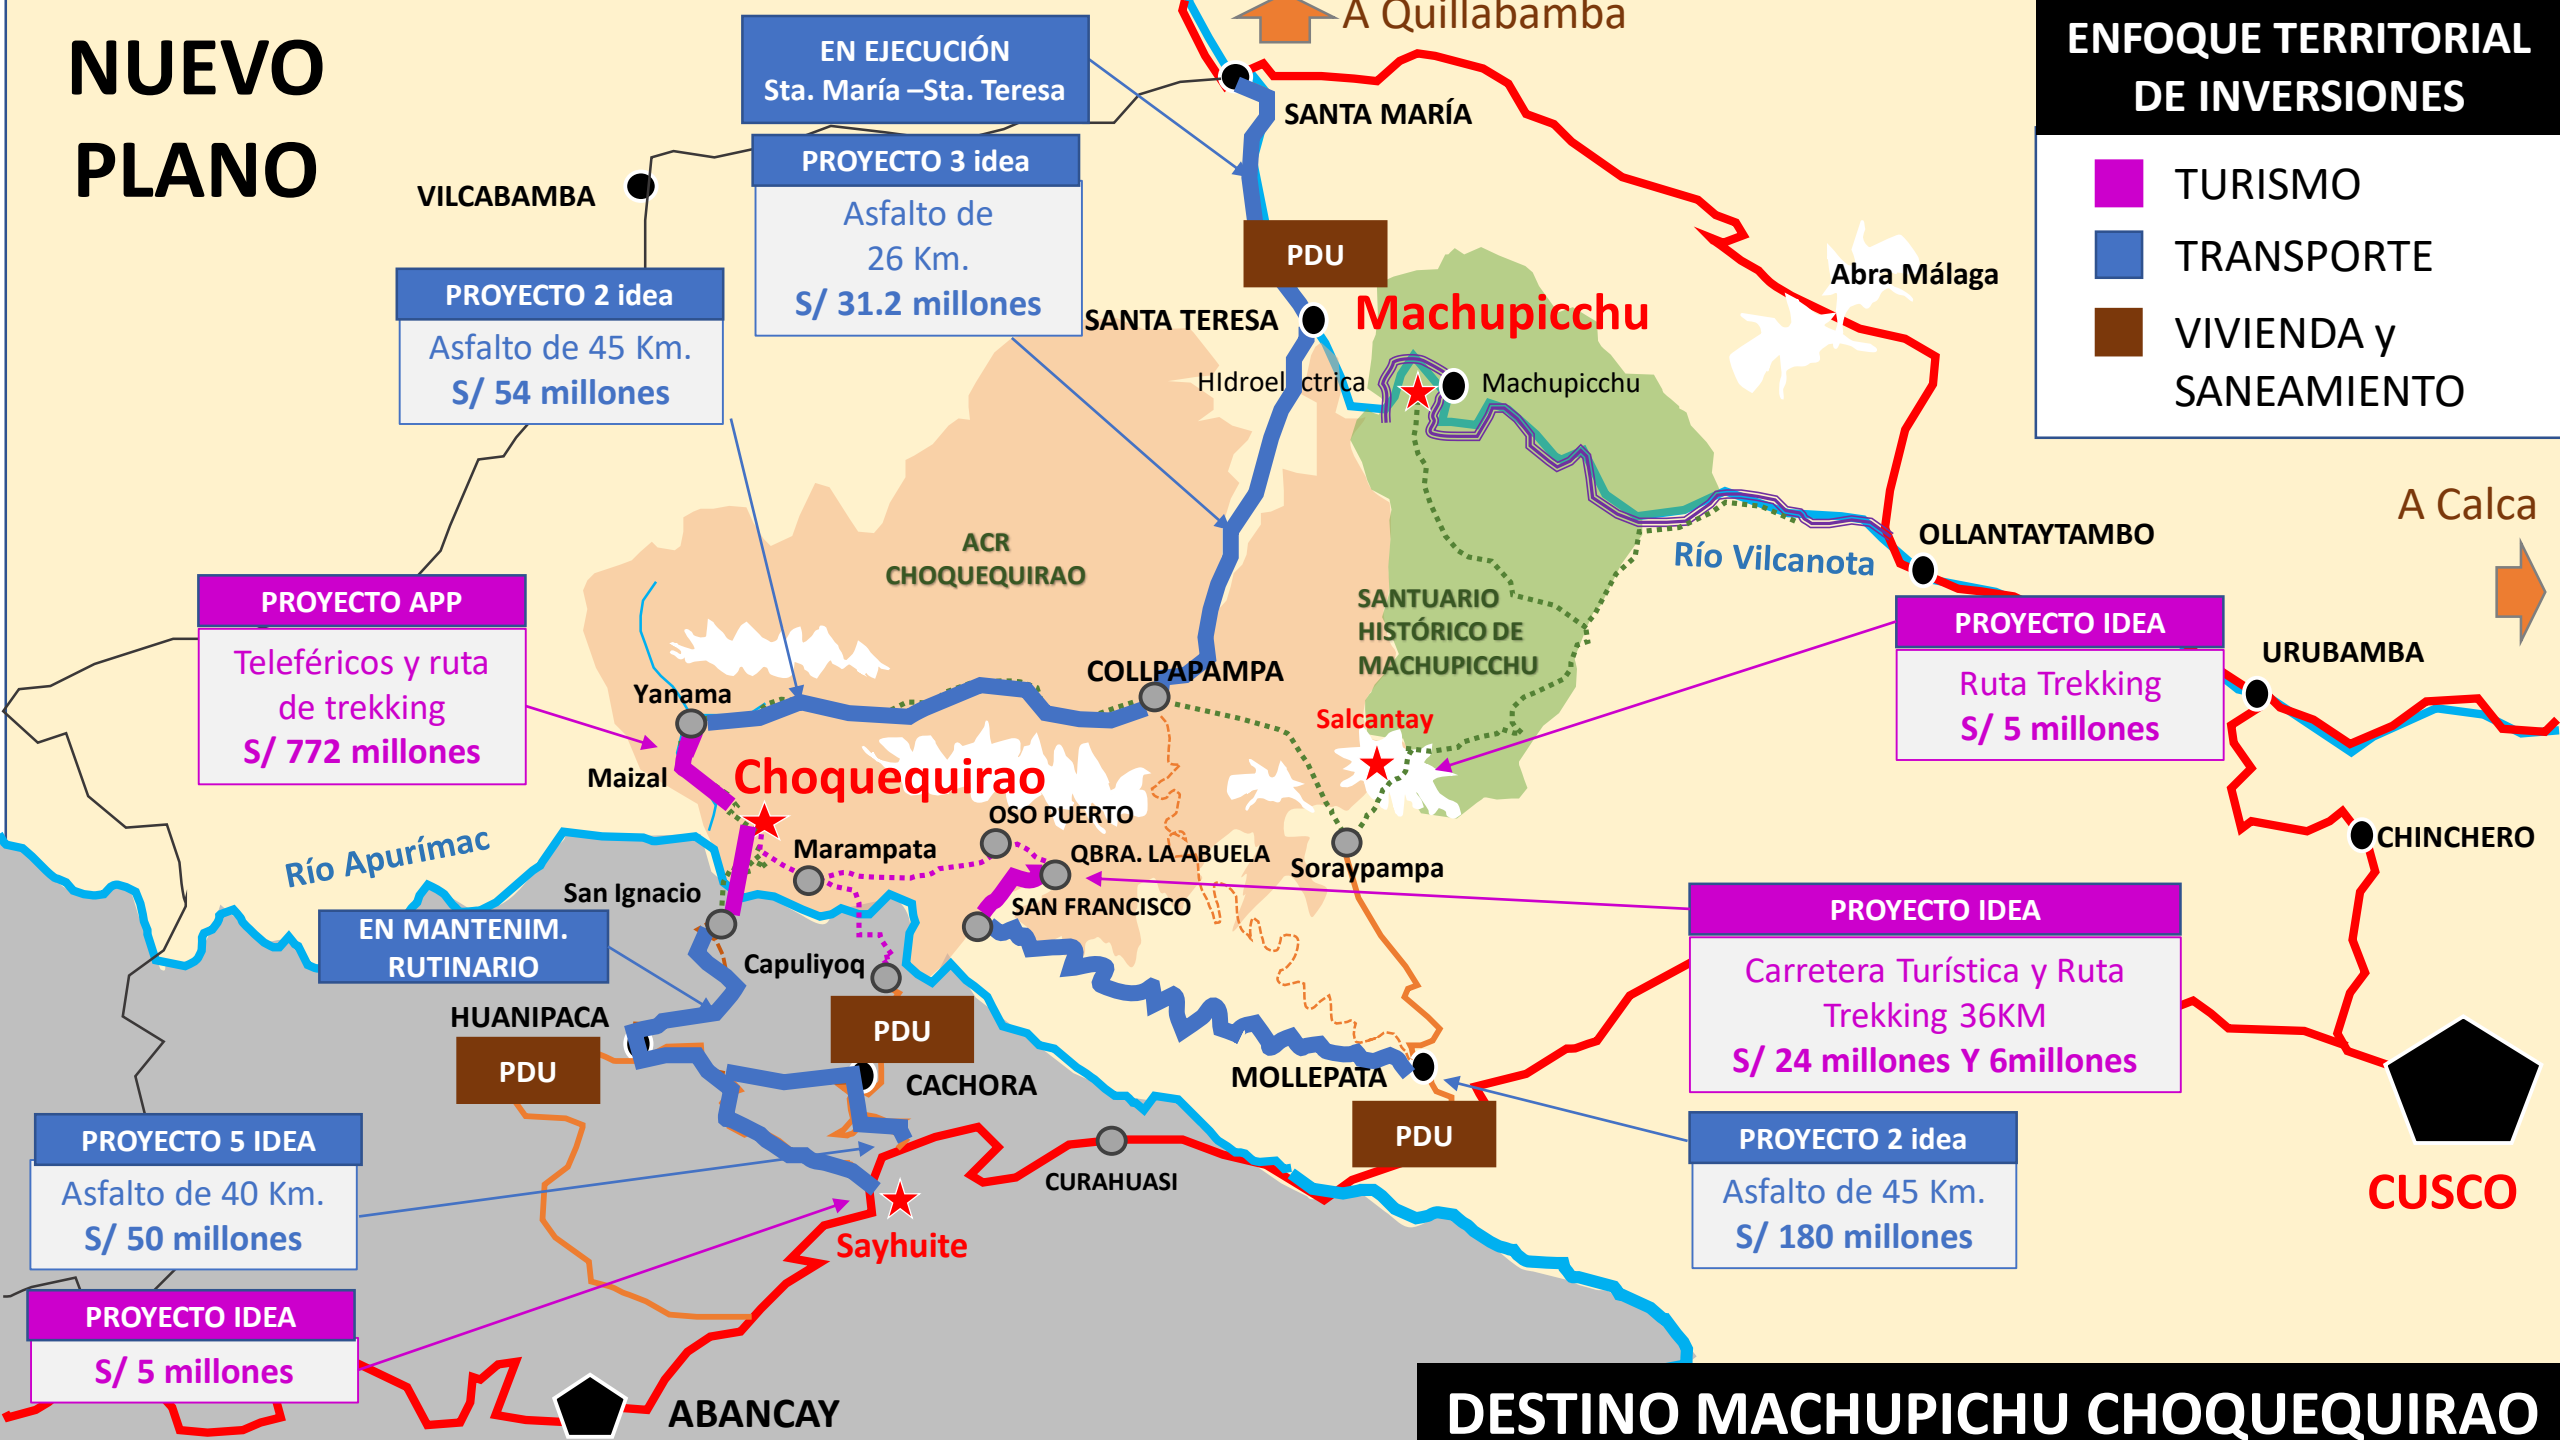 NUEVO
PLANO
A Quillabamba
EN EJECUCIÓN
Sta. María –Sta. Teresa
ENFOQUE TERRITORIAL
DE INVERSIONES
TURISMO
TRANSPORTE
VIVIENDA y
SANEAMIENTO
SANTA MARÍA
VILCABAMBA
PROYECTO 3 idea
Asfalto de
26 Km.
S/ 31.2 millones
PDU
Abra Málaga
PROYECTO 2 idea
Asfalto de 45 Km.
S/ 54 millones
SANTA TERESA
Machupicchu
HIdroeléctrica
Machupicchu
A Calca
OLLANTAYTAMBO
Río Vilcanota
ACR
CHOQUEQUIRAO
SANTUARIO
HISTÓRICO DE
MACHUPICCHU
PROYECTO APP
Teleféricos y ruta
de trekking
S/ 772 millones
PROYECTO IDEA
Ruta Trekking
S/ 5 millones
URUBAMBA
COLLPAPAMPA
Yanama
Salcantay
Maizal
Choquequirao
OSO PUERTO
CHINCHERO
Río Apurímac
Marampata
QBRA. LA ABUELA
Soraypampa
San Ignacio
SAN FRANCISCO
EN MANTENIM.
RUTINARIO
Capuliyoq
PROYECTO IDEA
Carretera Turística y Ruta
Trekking 36KM
S/ 24 millones Y 6millones
HUANIPACA
PDU
PDU
CACHORA
MOLLEPATA
PDU
PROYECTO 5 IDEA
Asfalto de 40 Km.
S/ 50 millones
PROYECTO 2 idea
Asfalto de 45 Km.
S/ 180 millones
CURAHUASI
CUSCO
Sayhuite
PROYECTO IDEA
S/ 5 millones
ABANCAY
DESTINO MACHUPICHU CHOQUEQUIRAO